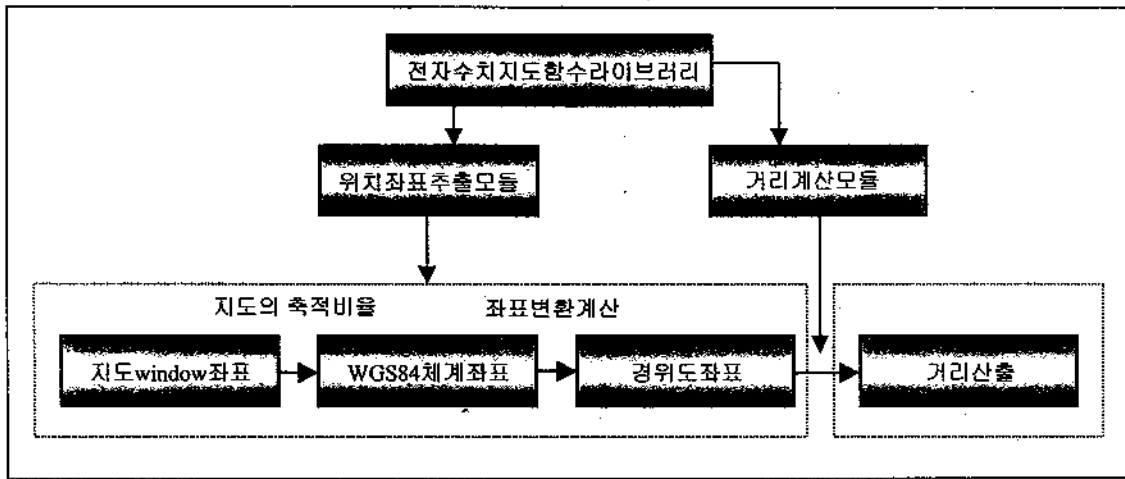 전자수치지도함수라이브러리
위치좌표추출모듈
거리계산모듈
지도의 축적비율
좌표변환계산
지도window좌표
WGS84체계좌표
경위도좌표
거리산출